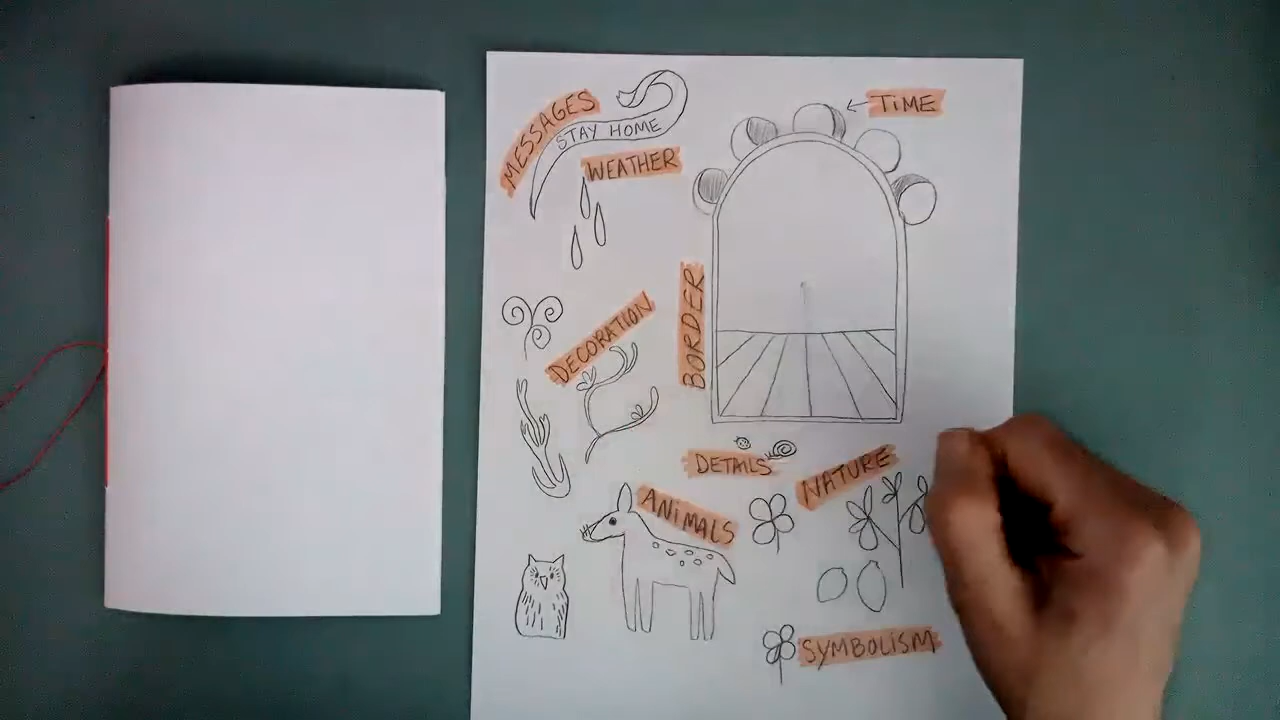 MESSAGES
STAY HOME
TiME
WEATHER
BORDER
DECORATION
DETAILS
NATURE
ANiMALS
SYMBOLiSM